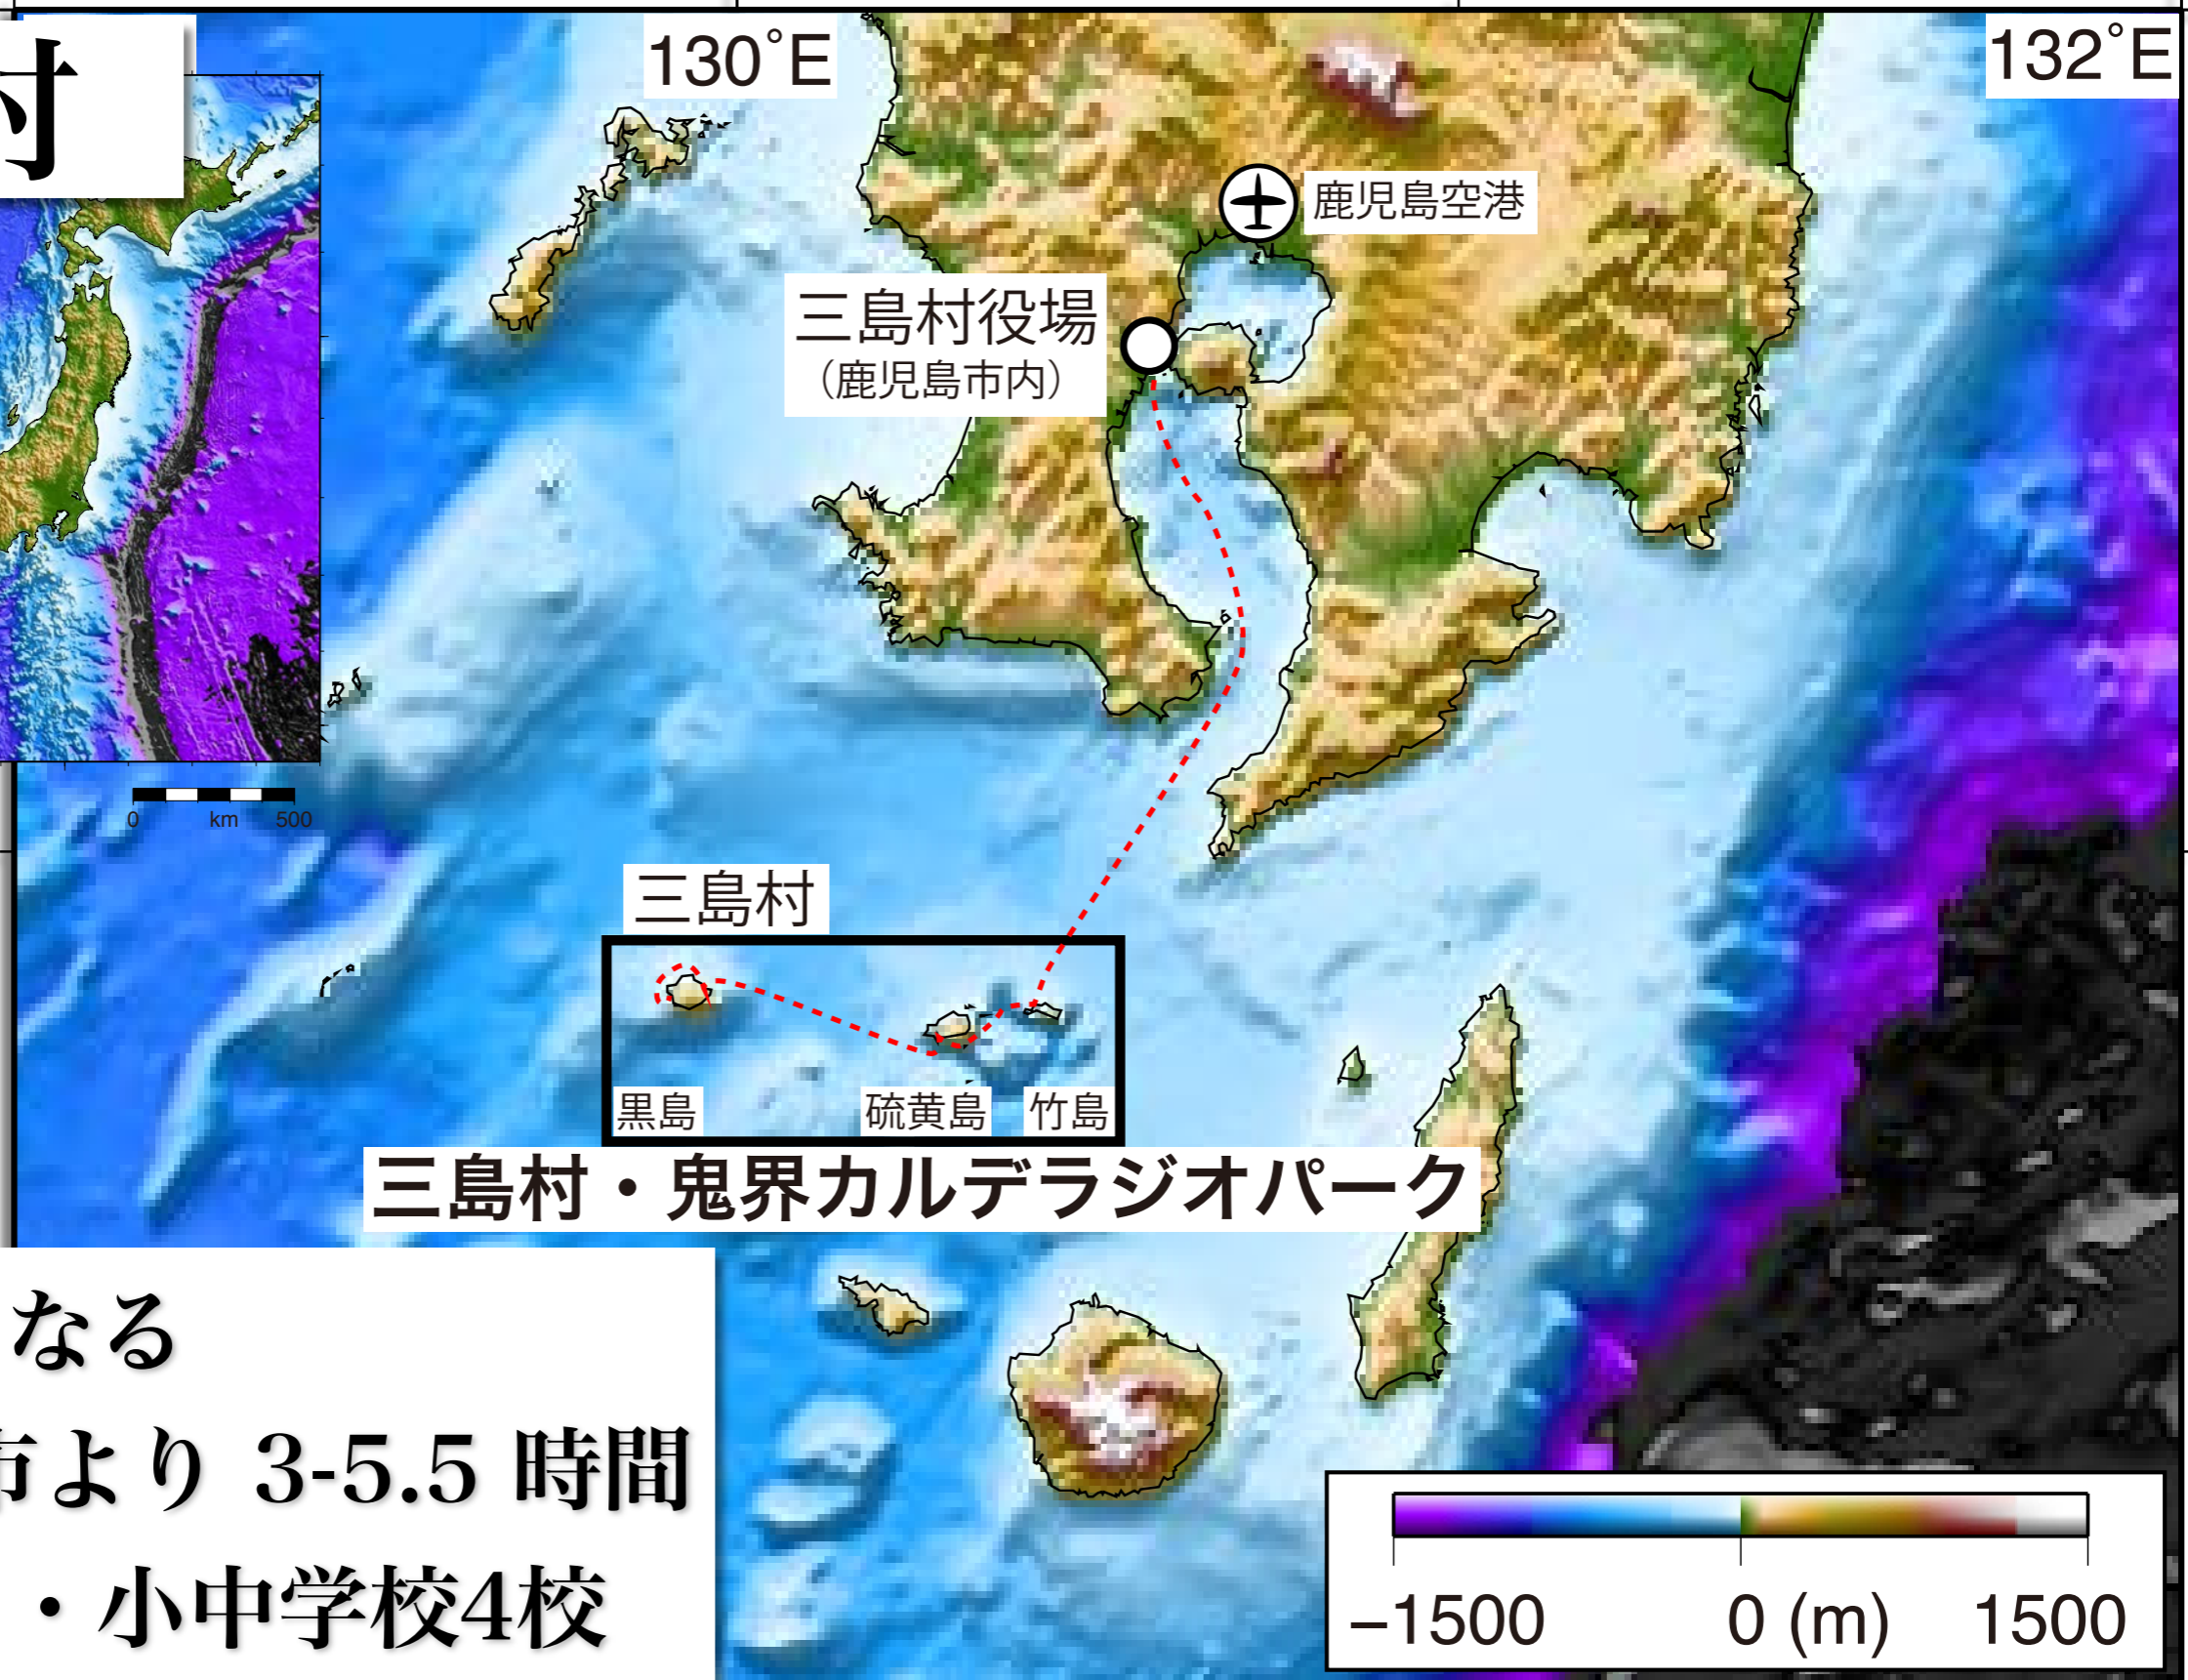 村
130°E
132°E
鹿児島空港
三島村役場
（鹿児島市内）
0 km 500
三島村
黒島 硫黄島 竹島
三島村・鬼界カルデラジオパーク
なる
市より 3-5.5 時間
・小中学校4校
−1500 0 (m) 1500